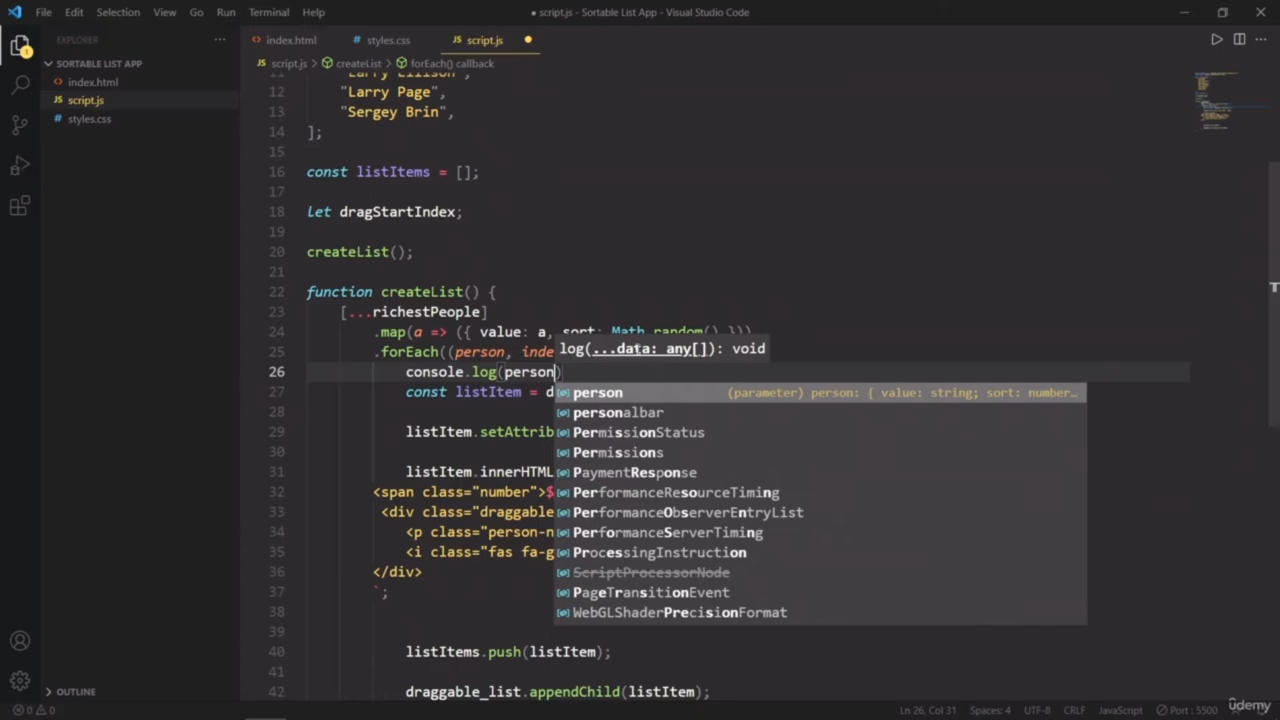 File Edit Selection View Go Run Terminal Help
● script.js - Sortable List App - Visual Studio Code
EXPLORER
SORTABLE LIST APP
index.html
JS script.js
# styles.css
OUTLINE
index.html # styles.css JS script.js
JS script.js > createList > forEach() callback
11 "Larry Ellison",
12 "Larry Page",
13 "Sergey Brin",
14 ];
15
16 const listItems = [];
17
18 let dragStartIndex;
19
20 createList();
21
22 function createList() {
23 [...richestPeople]
24 .map(a => ({ value: a, sort: Math.random() }))
25 .forEach((person, inde
log(...data: any[]): void
26 console.log(person)
27 const listItem = d
28
29 listItem.setAttrib
30
31 listItem.innerHTML
32 <span class="number">$
33 <div class="draggable
34 <p class="person-n
35 <i class="fas fa-g
36 </div>
37 `;
38
39
40 listItems.push(listItem);
41
42 draggable_list.appendChild(listItem);
person (parameter) person: { value: string; sort: number…
personalbar
PermissionStatus
Permissions
PaymentResponse
PerformanceResourceTiming
PerformanceObserverEntryList
PerformanceServerTiming
ProcessingInstruction
ScriptProcessorNode
PageTransitionEvent
WebGLShaderPrecisionFormat
0 0
Ln 26, Col 31 Spaces: 4 UTF-8 CRLF JavaScript Port : 5500
udemy